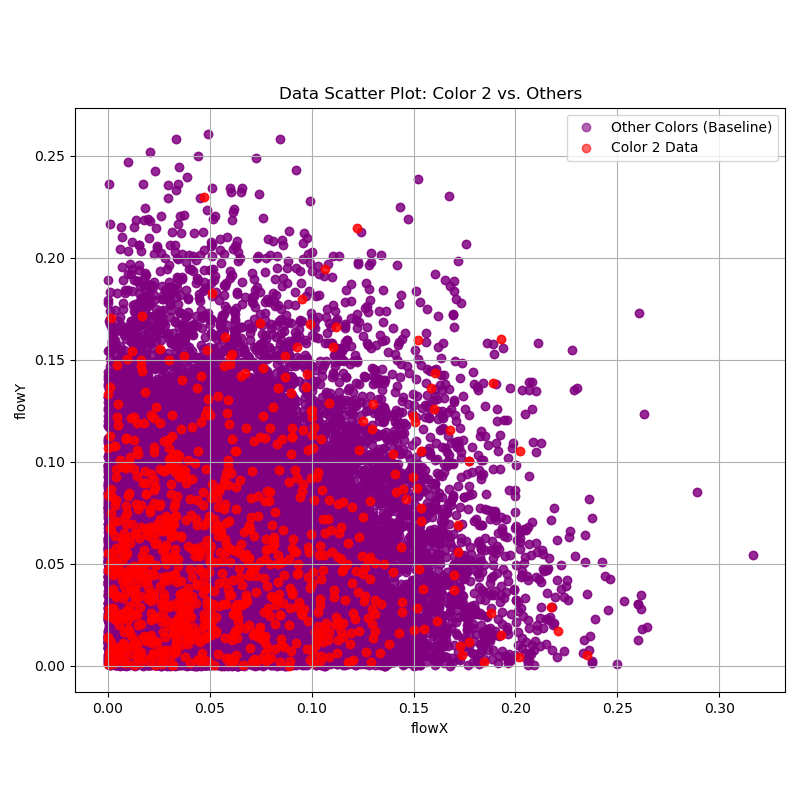 Data Scatter Plot: Color 2 vs. Others
Other Colors (Baseline)
Color 2 Data
flowY
0.25
0.20
0.15
0.10
0.05
0.00
0.00 0.05 0.10 0.15 0.20 0.25 0.30
flowX